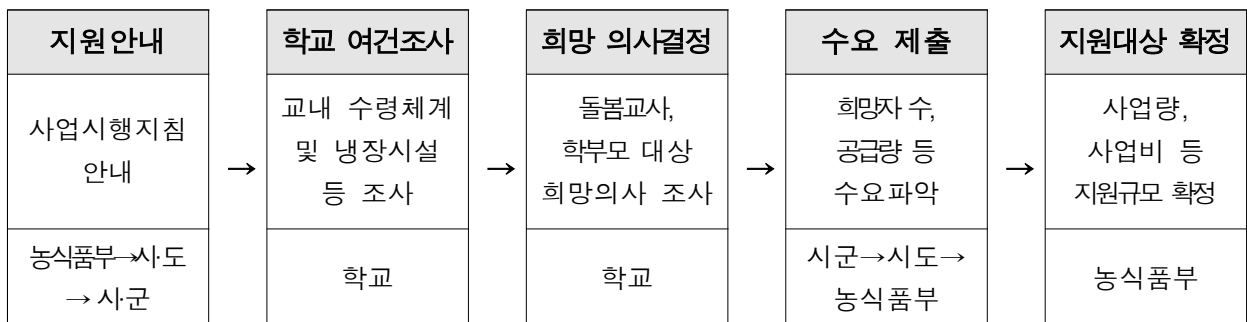 지원안내
사업시행지침
안내
농식품부→시·도
→ 시·군
→
학교 여건조사
교내 수령체계
및 냉장시설
등 조사
학교
→
희망 의사결정
돌봄교사,
학부모 대상
희망의사 조사
학교
→
수요 제출
희망자 수,
공급량 등
수요파악
시군→시도→
농식품부
→
지원대상 확정
사업량,
사업비 등
지원규모 확정
농식품부